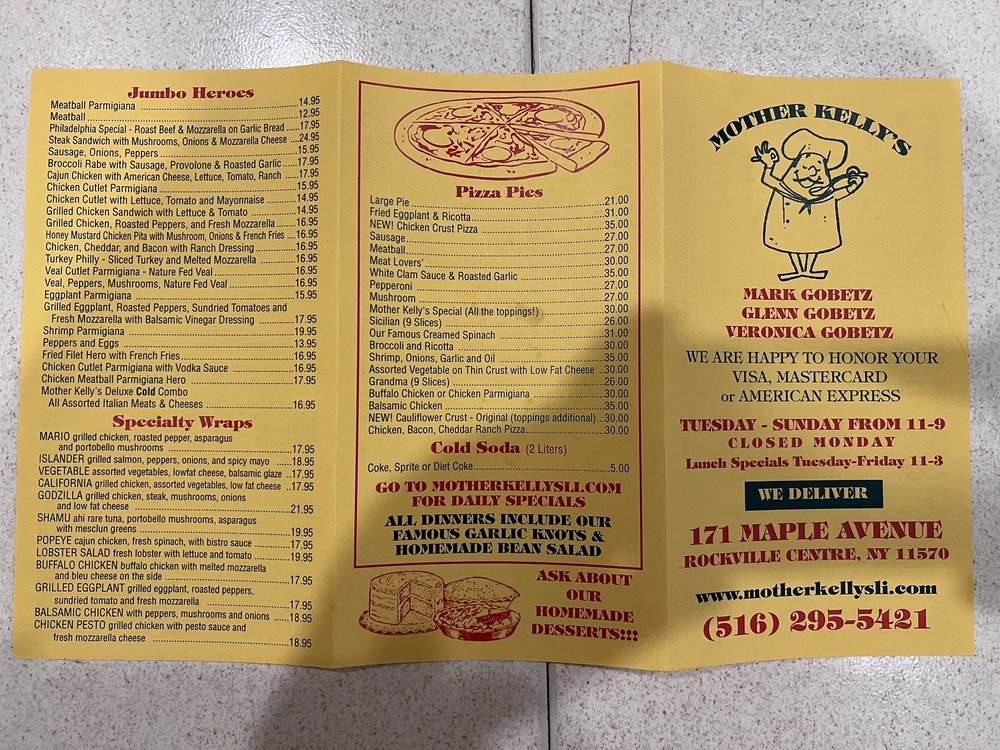 Jumbo Heroes
Meatball Parmigiana ...14.95
Meatball ...12.95
Philadelphia Special - Roast Beef & Mozzarella on Garlic Bread ...17.95
Steak Sandwich with Mushrooms, Onions & Mozzarella Cheese ...24.95
Sausage, Onions, Peppers ...15.95
Broccoli Rabe with Sausage, Provolone & Roasted Garlic ...17.95
Cajun Chicken with American Cheese, Lettuce, Tomato, Ranch ...17.95
Chicken Cutlet Parmigiana ...15.95
Chicken Cutlet with Lettuce, Tomato and Mayonnaise ...14.95
Grilled Chicken Sandwich with Lettuce & Tomato ...14.95
Grilled Chicken, Roasted Peppers, and Fresh Mozzarella ...16.95
Honey Mustard Chicken Pita with Mushroom, Onions & French Fries ...16.95
Chicken, Cheddar, and Bacon with Ranch Dressing ...16.95
Turkey Philly - Sliced Turkey and Melted Mozzarella ...16.95
Veal Cutlet Parmigiana - Nature Fed Veal ...16.95
Veal, Peppers, Mushrooms, Nature Fed Veal ...16.95
Eggplant Parmigiana ...15.95
Grilled Eggplant, Roasted Peppers, Sundried Tomatoes and
Fresh Mozzarella with Balsamic Vinegar Dressing ...17.95
Shrimp Parmigiana ...19.95
Peppers and Eggs ...13.95
Fried Filet Hero with French Fries ...16.95
Chicken Cutlet Parmigiana with Vodka Sauce ...16.95
Chicken Meatball Parmigiana Hero ...17.95
Mother Kelly's Deluxe Cold Combo
All Assorted Italian Meats & Cheeses ...16.95
Specialty Wraps
MARIO grilled chicken, roasted pepper, asparagus
and portobello mushrooms ...17.95
ISLANDER grilled salmon, peppers, onions, and spicy mayo ...18.95
VEGETABLE assorted vegetables, lowfat cheese, balsamic glaze ..17.95
CALIFORNIA grilled chicken, assorted vegetables, low fat cheese ..17.95
GODZILLA grilled chicken, steak, mushrooms, onions
and low fat cheese ...21.95
SHAMU ahi rare tuna, portobello mushrooms, asparagus
with mesclun greens ...19.95
POPEYE cajun chicken, fresh spinach, with bistro sauce ...17.95
LOBSTER SALAD fresh lobster with lettuce and tomato ...19.95
BUFFALO CHICKEN buffalo chicken with melted mozzarella
and bleu cheese on the side ...17.95
GRILLED EGGPLANT grilled eggplant, roasted peppers,
sundried tomato and fresh mozzarella ...17.95
BALSAMIC CHICKEN with peppers, mushrooms and onions ...18.95
CHICKEN PESTO grilled chicken with pesto sauce and
fresh mozzarella cheese ...18.95
Pizza Pies
Large Pie ...21.00
Fried Eggplant & Ricotta ...31.00
NEW! Chicken Crust Pizza ...35.00
Sausage ...27.00
Meatball ...27.00
Meat Lovers' ...30.00
White Clam Sauce & Roasted Garlic ...35.00
Pepperoni ...27.00
Mushroom ...27.00
Mother Kelly's Special (All the toppings!) ...30.00
Sicilian (9 Slices) ...26.00
Our Famous Creamed Spinach ...31.00
Broccoli and Ricotta ...30.00
Shrimp, Onions, Garlic and Oil ...35.00
Assorted Vegetable on Thin Crust with Low Fat Cheese ..30.00
Grandma (9 Slices) ...26.00
Buffalo Chicken or Chicken Parmigiana ...30.00
Balsamic Chicken ...35.00
NEW! Cauliflower Crust - Original (toppings additional)...30.00
Chicken, Bacon, Cheddar Ranch Pizza ...30.00
Cold Soda (2 Liters)
Coke, Sprite or Diet Coke ...5.00
GO TO MOTHERKELLYSLI.COM
FOR DAILY SPECIALS
ALL DINNERS INCLUDE OUR
FAMOUS GARLIC KNOTS &
HOMEMADE BEAN SALAD
ASK ABOUT
OUR
HOMEMADE
DESSERTS!!!
MOTHER KELLY'S
MARK GOBETZ
GLENN GOBETZ
VERONICA GOBETZ
WE ARE HAPPY TO HONOR YOUR
VISA, MASTERCARD
or AMERICAN EXPRESS
TUESDAY - SUNDAY FROM 11-9
CLOSED MONDAY
Lunch Specials Tuesday-Friday 11-3
WE DELIVER
171 MAPLE AVENUE
ROCKVILLE CENTRE, NY 11570
www.motherkellysli.com
(516) 295-5421